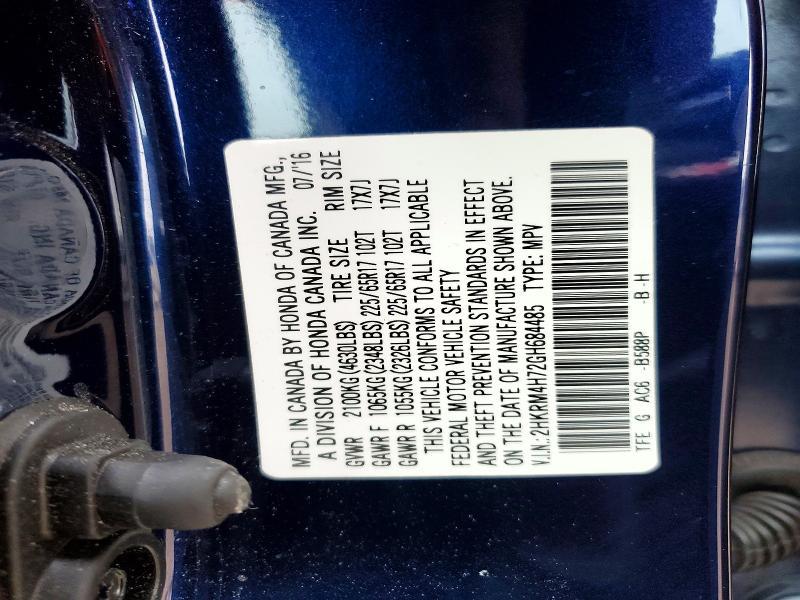 MFD. IN CANADA BY HONDA OF CANADA MFG.,
A DIVISION OF HONDA CANADA INC. 07/'16
GVWR 2100KG (4630LBS) TIRE SIZE RIM SIZE
GAWR F 1065KG (2348LBS) 225/65R17 102T 17X7J
GAWR R 1055KG (2326LBS) 225/65R17 102T 17X7J
THIS VEHICLE CONFORMS TO ALL APPLICABLE
FEDERAL MOTOR VEHICLE SAFETY
AND THEFT PREVENTION STANDARDS IN EFFECT
ON THE DATE OF MANUFACTURE SHOWN ABOVE.
V.I.N.: 2HKRM4H72GH684485 TYPE: MPV
TFE G AC6 -B588P -B -H